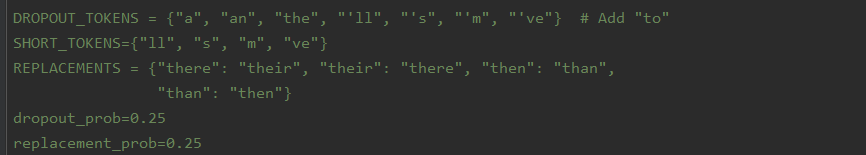 DROPOUT_TOKENS = {"a", "an", "the", "'ll", "'s", "'m", "'ve"}  # Add "to"
SHORT_TOKENS={"ll", "s", "m", "ve"}
REPLACEMENTS = {"there": "their", "their": "there", "then": "than",
                "than": "then"}
dropout_prob=0.25
replacement_prob=0.25